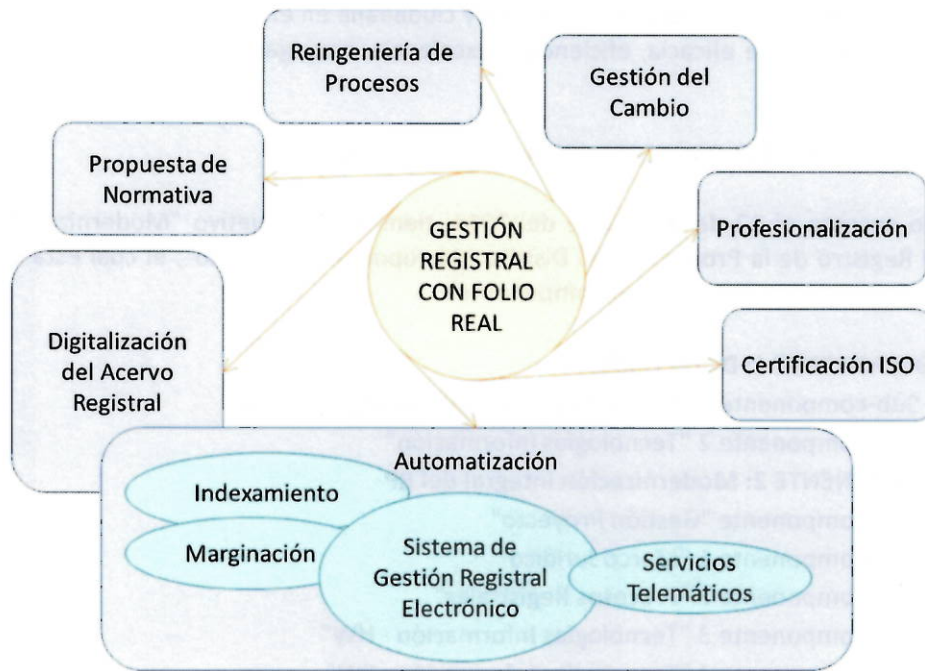 Reingeniería de
Procesos
Gestión del
Cambio
Propuesta de
Normativa
GESTIÓN
REGISTRAL
CON FOLIO
REAL
Profesionalización
Digitalización
del Acervo
Registral
Certificación ISO
Automatización
Indexamiento
Marginación
Sistema de
Gestión Registral
Electrónico
Servicios
Telemáticos